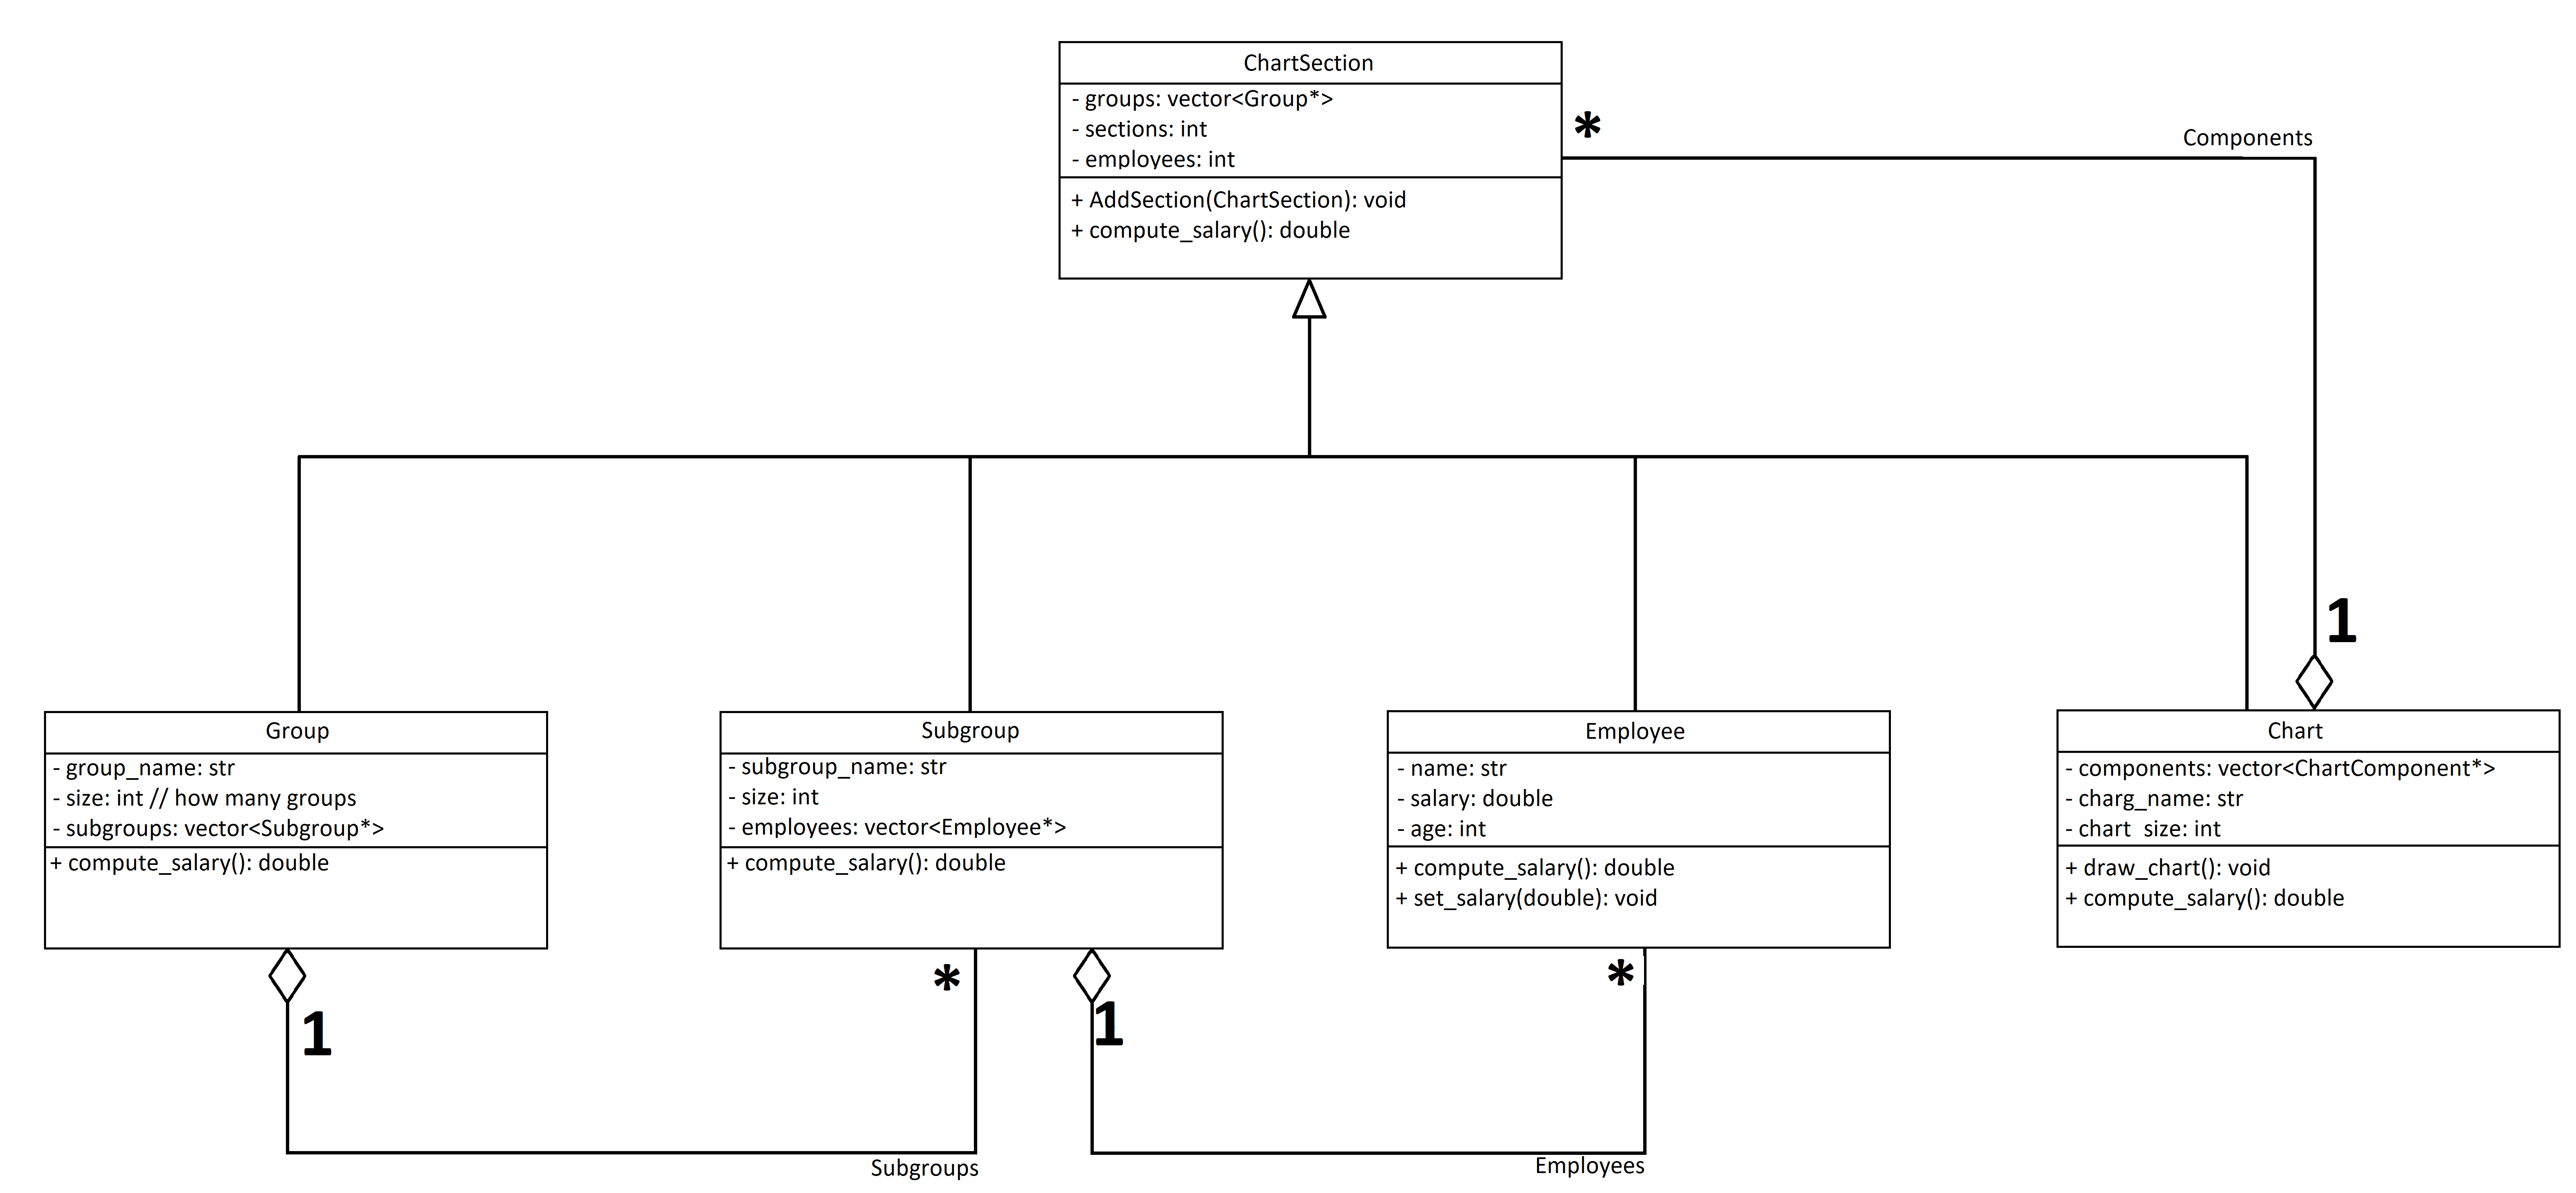 ChartSection
- groups: vector<Group*>
- sections: int
- employees: int
+ AddSection(ChartSection): void
+ compute_salary(): double
*
Components
1
Group
- group_name: str
- size: int // how many groups
- subgroups: vector<Subgroup*>
+ compute_salary(): double
Subgroup
- subgroup_name: str
- size: int
- employees: vector<Employee*>
+ compute_salary(): double
Employee
- name: str
- salary: double
- age: int
+ compute_salary(): double
+ set_salary(double): void
Chart
- components: vector<ChartComponent*>
- charg_name: str
- chart size: int
+ draw_chart(): void
+ compute_salary(): double
1
*
Subgroups
1
*
Employees